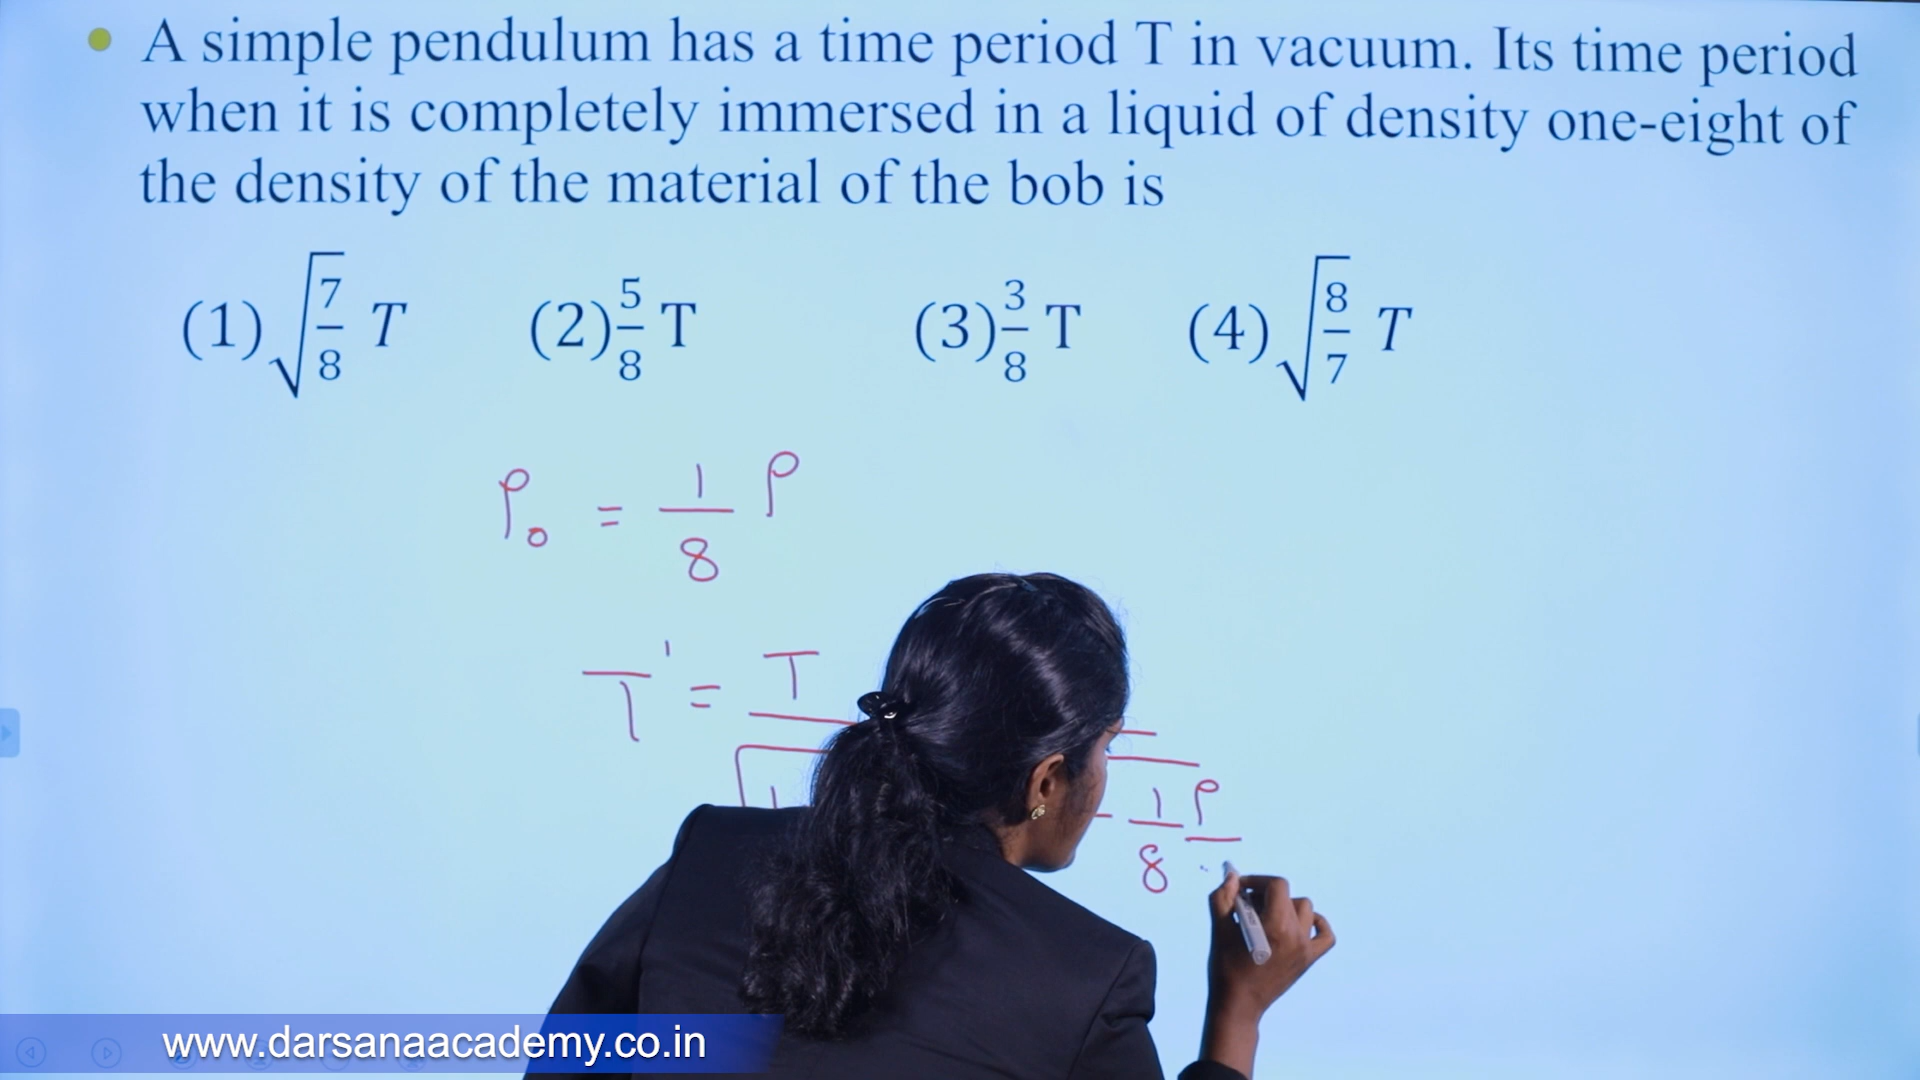 A simple pendulum has a time period T in vacuum. Its time period
when it is completely immersed in a liquid of density one-eight of
the density of the material of the bob is
(1) √7/8 T (2) 5/8 T (3) 3/8 T (4) √8/7 T
ρ₀ = 1/8 ρ
T' = T
1 - 1/8 ρ
www.darsanaacademy.co.in